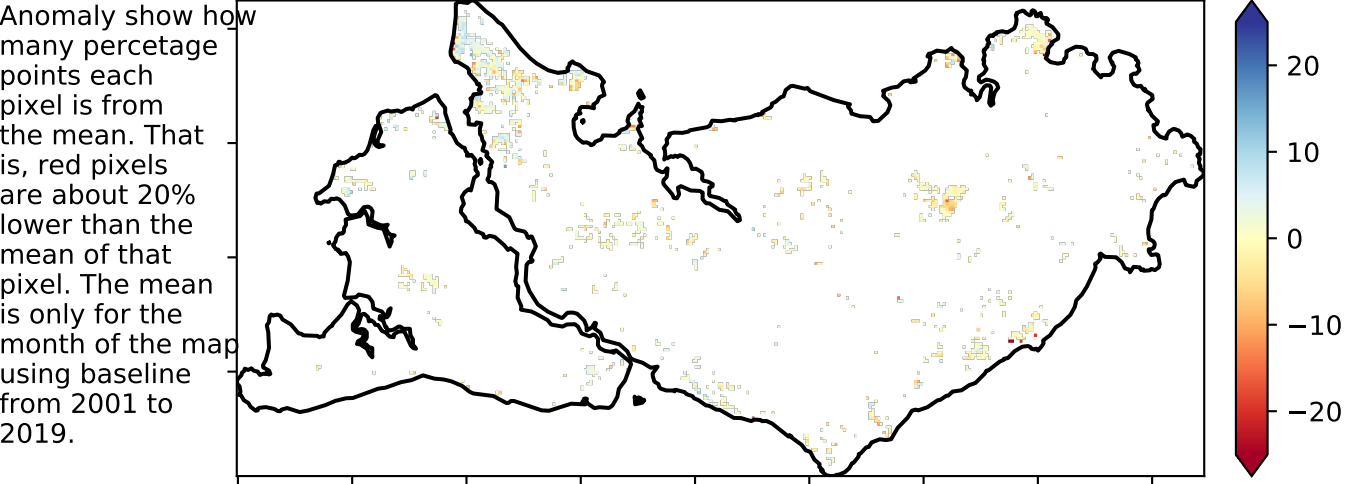 Anomaly show how
many percetage
points each
pixel is from
the mean. That
is, red pixels
are about 20%
lower than the
mean of that
pixel. The mean
is only for the
month of the map
using baseline
from 2001 to
2019.
20
10
0
−10
−20